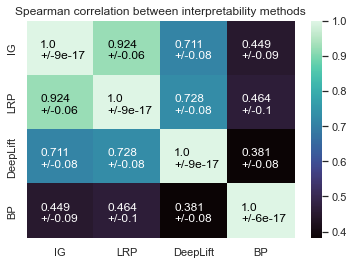 Spearman correlation between interpretability methods
IG
1.0 0.924 0.711 0.449
+/-9e-17 +/-0.06 +/-0.08 +/-0.09
LRP
0.924 1.0 0.728 0.464
+/-0.06 +/-9e-17 +/-0.08 +/-0.1
DeepLift
0.711 0.728 1.0 0.381
+/-0.08 +/-0.08 +/-9e-17 +/-0.08
BP
0.449 0.464 0.381 1.0
+/-0.09 +/-0.1 +/-0.08 +/-6e-17
IG LRP DeepLift BP
1.0
0.9
0.8
0.7
0.6
0.5
0.4